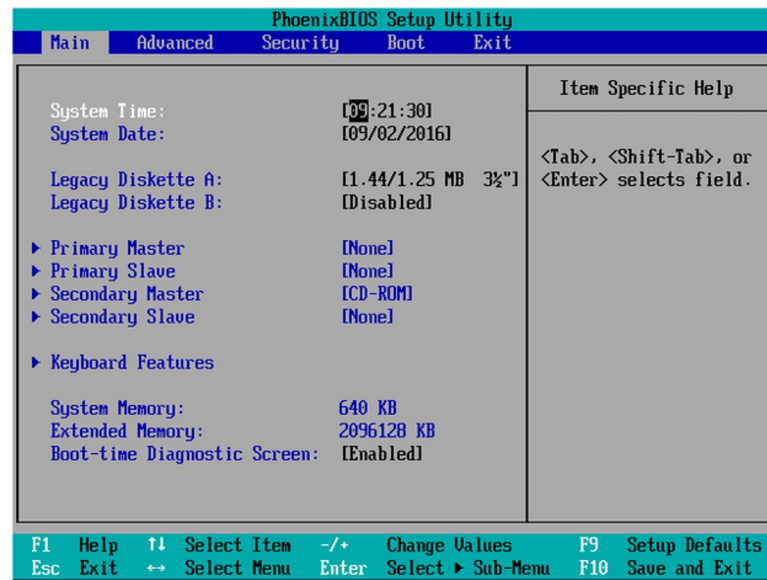 PhoenixBIOS Setup Utility
Main Advanced Security Boot Exit
Item Specific Help
System Time: [09:21:30]
System Date: [09/02/2016]
<Tab>, <Shift-Tab>, or
<Enter> selects field.
Legacy Diskette A: [1.44/1.25 MB 3½"]
Legacy Diskette B: [Disabled]
▶ Primary Master [None]
▶ Primary Slave [None]
▶ Secondary Master [CD-ROM]
▶ Secondary Slave [None]
▶ Keyboard Features
System Memory: 640 KB
Extended Memory: 2096128 KB
Boot-time Diagnostic Screen: [Enabled]
F1 Help ↑↓ Select Item -/+ Change Values F9 Setup Defaults
Esc Exit ↔ Select Menu Enter Select ▶ Sub-Menu F10 Save and Exit